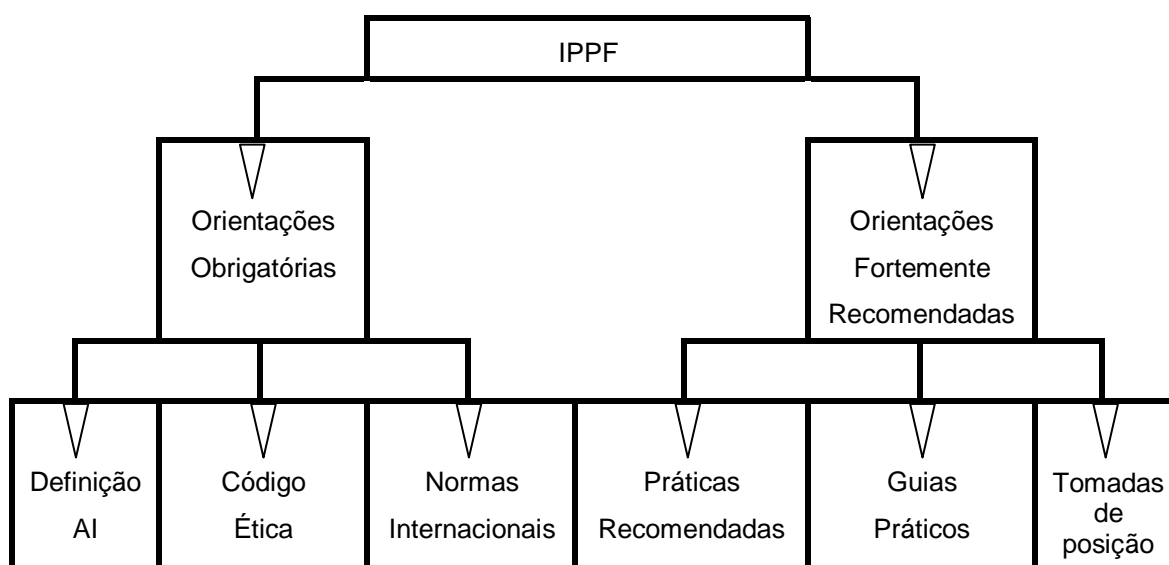 IPPF
Orientações
Obrigatórias
Orientações
Fortemente
Recomendadas
Definição
AI
Código
Ética
Normas
Internacionais
Práticas
Recomendadas
Guias
Práticos
Tomadas
de
posição